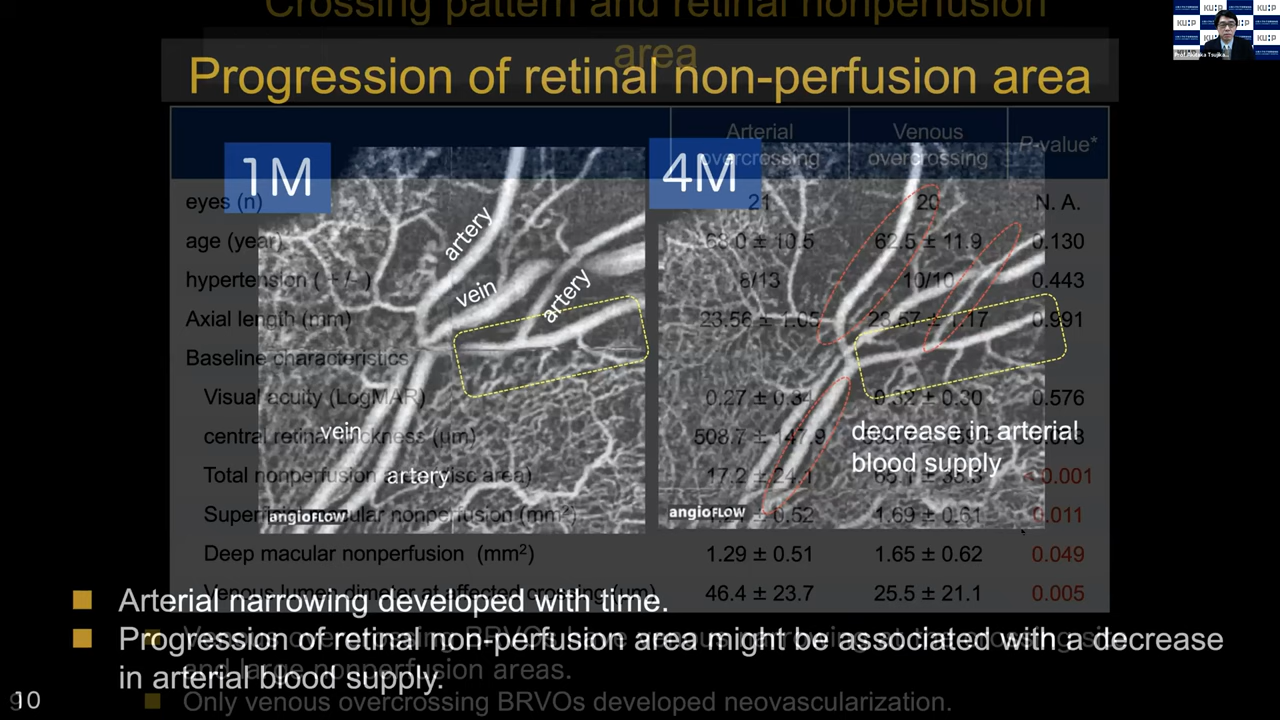 Crossing pattern and retinal nonperfusion
area
Progression of retinal non-perfusion area
Arterial overcrossing Venous overcrossing P-value*
1M 4M
eyes (n) 21 20 N. A.
age (year) 68.0 ± 10.5 62.5 ± 11.9 0.130
hypertension ( + / - ) 8/13 10/10 0.443
Axial length (mm) 23.56 ± 1.05 23.57 ± 1.17 0.991
Baseline characteristics
Visual acuity (LogMAR) 0.27 ± 0.34 0.32 ± 0.30 0.576
central retinal thickness (μm) 508.7 ± 147.9
Total nonperfusion area (disc area) 17.2 ± 24.1 < 0.001
Superficial macular nonperfusion (mm²) ± 0.52 1.69 ± 0.61 0.011
Deep macular nonperfusion (mm²) 1.29 ± 0.51 1.65 ± 0.62 0.049
Venous lumen dimeter at affected crossing (μm) 46.4 ± 23.7 25.5 ± 21.1 0.005
artery
vein
artery
vein
artery
angioFLOW
decrease in arterial
blood supply
angioFLOW
■ Arterial narrowing developed with time.
■ Progression of retinal non-perfusion area might be associated with a decrease
in arterial blood supply.
and large nonperfusion areas.
■ Only venous overcrossing BRVOs developed neovascularization.
10